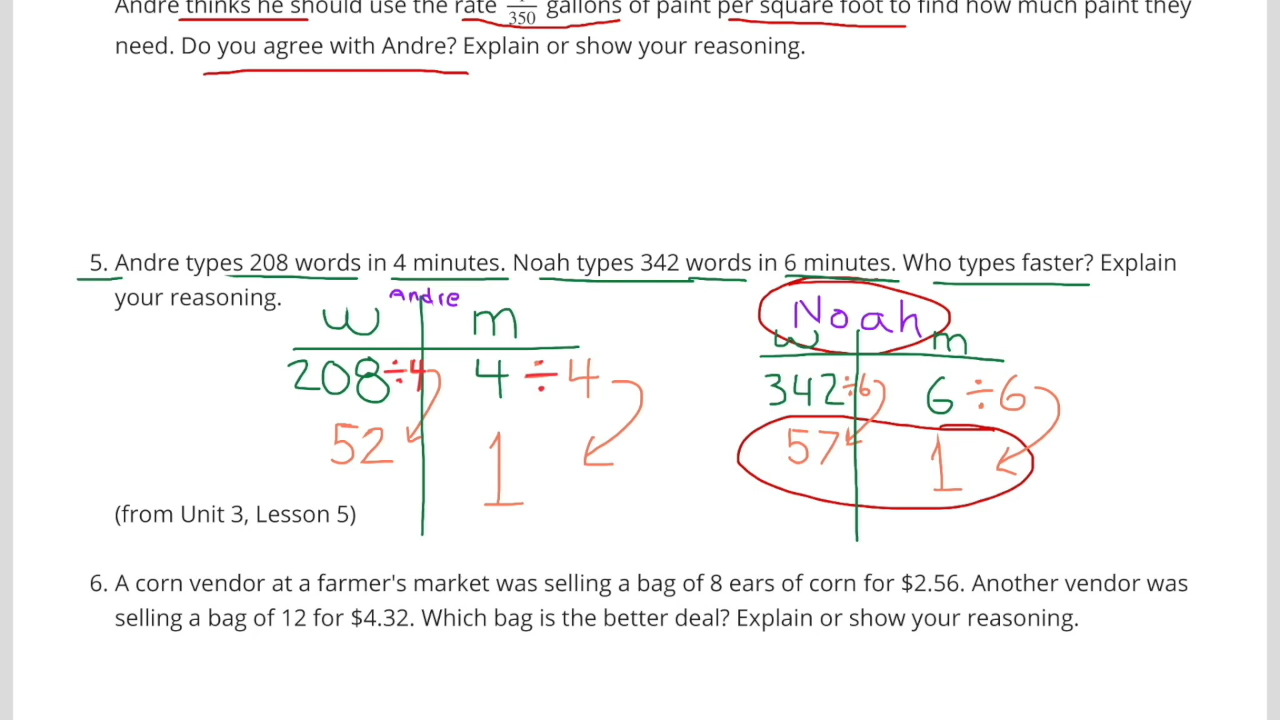 Andre thinks he should use the rate /350 gallons of paint per square foot to find how much paint they
need. Do you agree with Andre? Explain or show your reasoning.
5. Andre types 208 words in 4 minutes. Noah types 342 words in 6 minutes. Who types faster? Explain
your reasoning.
Andre
w m
208÷4 4÷4
52 1
Noah
w m
342÷6 6÷6
57 1
(from Unit 3, Lesson 5)
6. A corn vendor at a farmer's market was selling a bag of 8 ears of corn for $2.56. Another vendor was
selling a bag of 12 for $4.32. Which bag is the better deal? Explain or show your reasoning.